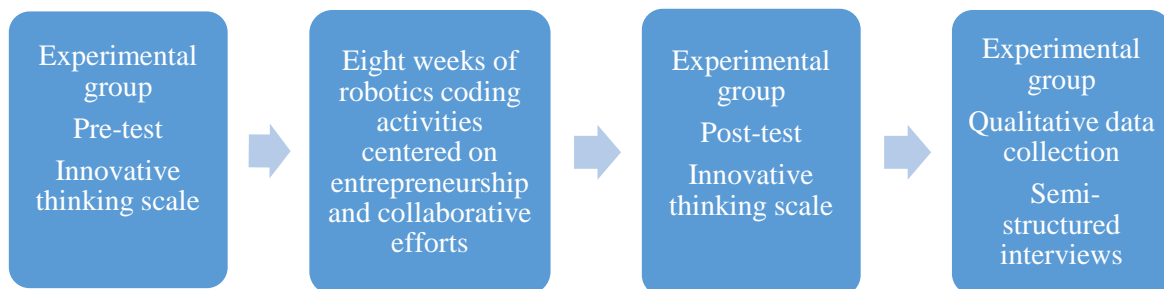 Experimental
group
Pre-test
Innovative
thinking scale
Eight weeks of
robotics coding
activities
centered on
entrepreneurship
and collaborative
efforts
Experimental
group
Post-test
Innovative
thinking scale
Experimental
group
Qualitative data
collection
Semi-
structured
interviews